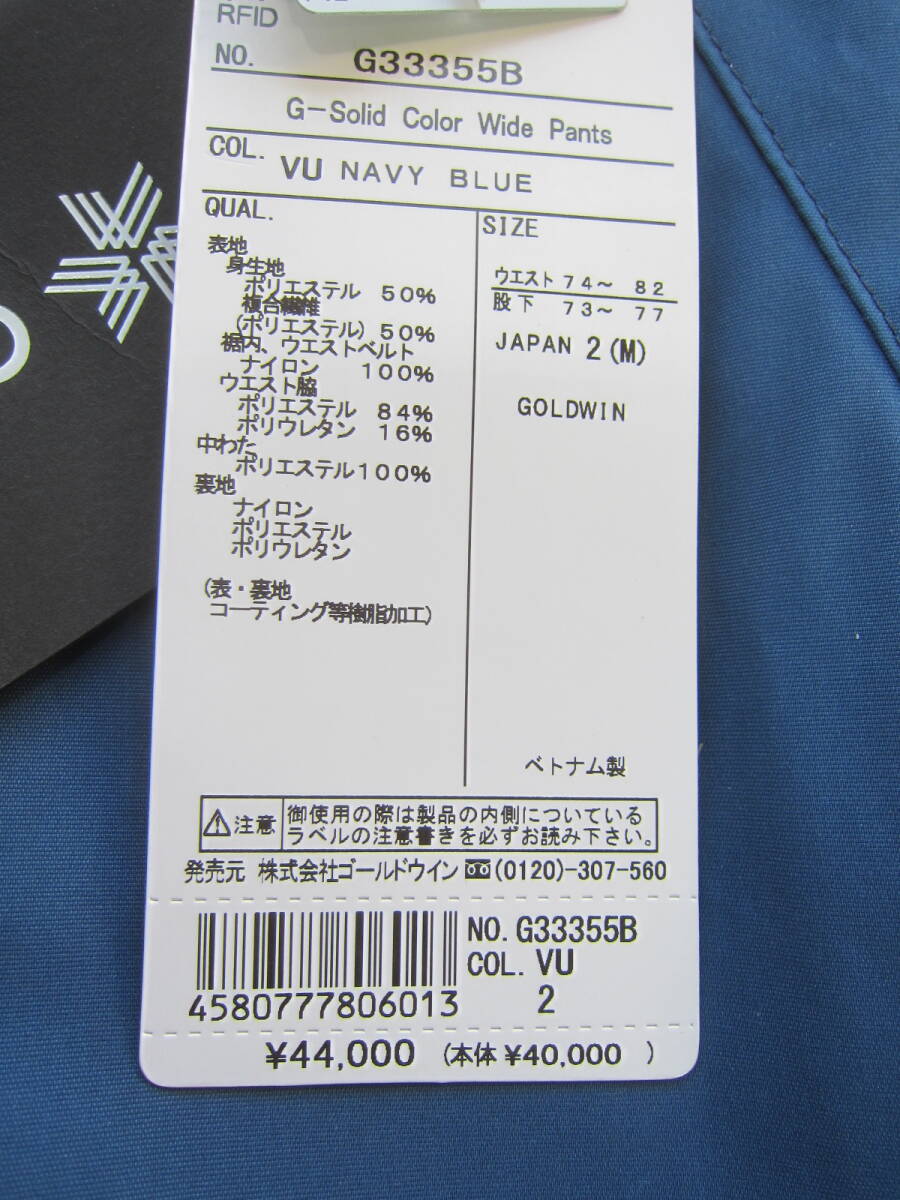 RFID
NO. G33355B
G-Solid Color Wide Pants
COL. VU NAVY BLUE
QUAL.
表地
身生地
ポリエステル 50%
複合繊維
(ポリエステル) 50%
裾内、ウエストベルト
ナイロン 100%
ウエスト脇
ポリエステル 84%
ポリウレタン 16%
中わた
ポリエステル100%
裏地
ナイロン
ポリエステル
ポリウレタン
(表・裏地
コーティング等樹脂加工)
SIZE
ウエスト 74～ 82
股下 73～ 77
JAPAN 2 (M)
GOLDWIN
ベトナム製
注意
御使用の際は製品の内側についている
ラベルの注意書きを必ずお読み下さい。
発売元 株式会社ゴールドウイン (0120)-307-560
NO. G33355B
COL. VU
2
4580777806013
¥44,000 (本体 ¥40,000 )